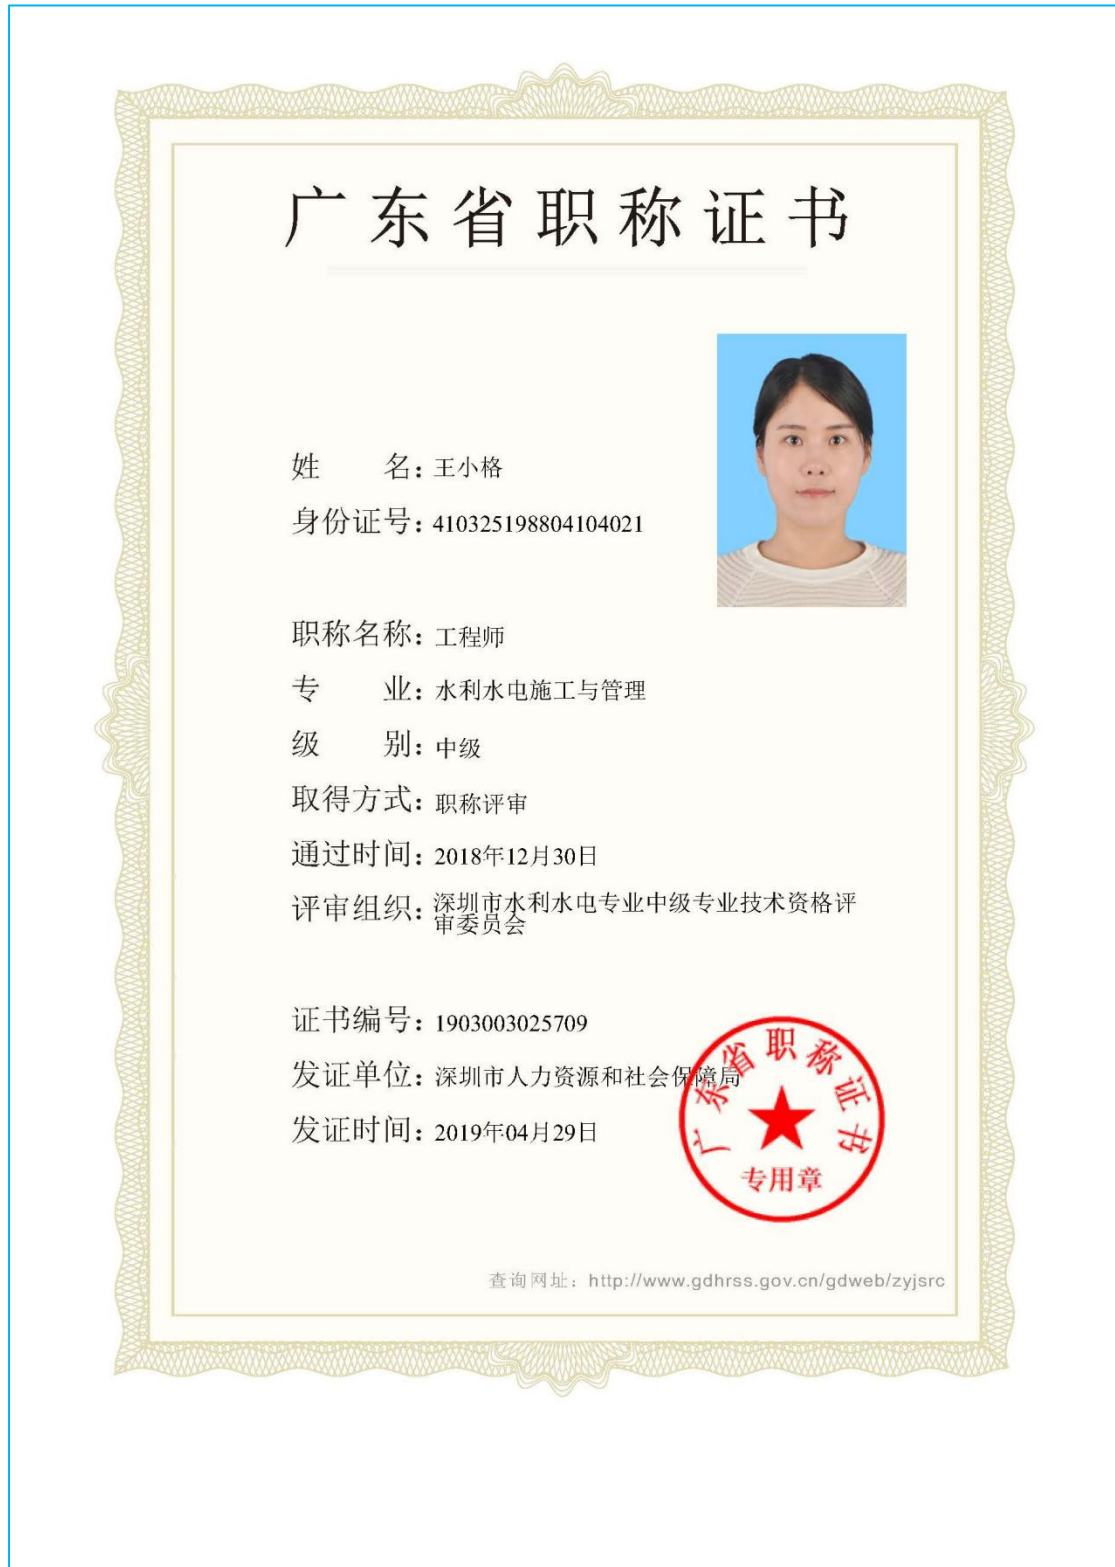 广东省职称证书
姓 名：王小格
身份证号：410325198804104021
职称名称：工程师
专 业：水利水电施工与管理
级 别：中级
取得方式：职称评审
通过时间：2018年12月30日
评审组织：深圳市水利水电专业中级专业技术资格评
审委员会
证书编号：1903003025709
发证单位：深圳市人力资源和社会保障局
发证时间：2019年04月29日
广东省职称证书
专用章
查询网址：http://www.gdhrss.gov.cn/gdweb/zyjsrc